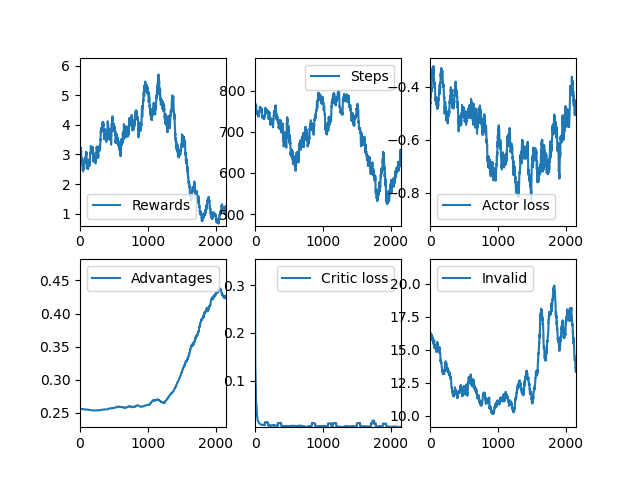 6
5
4
3
2
1
0 1000 2000
Rewards
800
700
600
500
0 1000 2000
Steps
−0.4
−0.6
−0.8
0 1000 2000
Actor loss
0.45
0.40
0.35
0.30
0.25
0 1000 2000
Advantages
0.3
0.2
0.1
0 1000 2000
Critic loss
20.0
17.5
15.0
12.5
10.0
0 1000 2000
Invalid